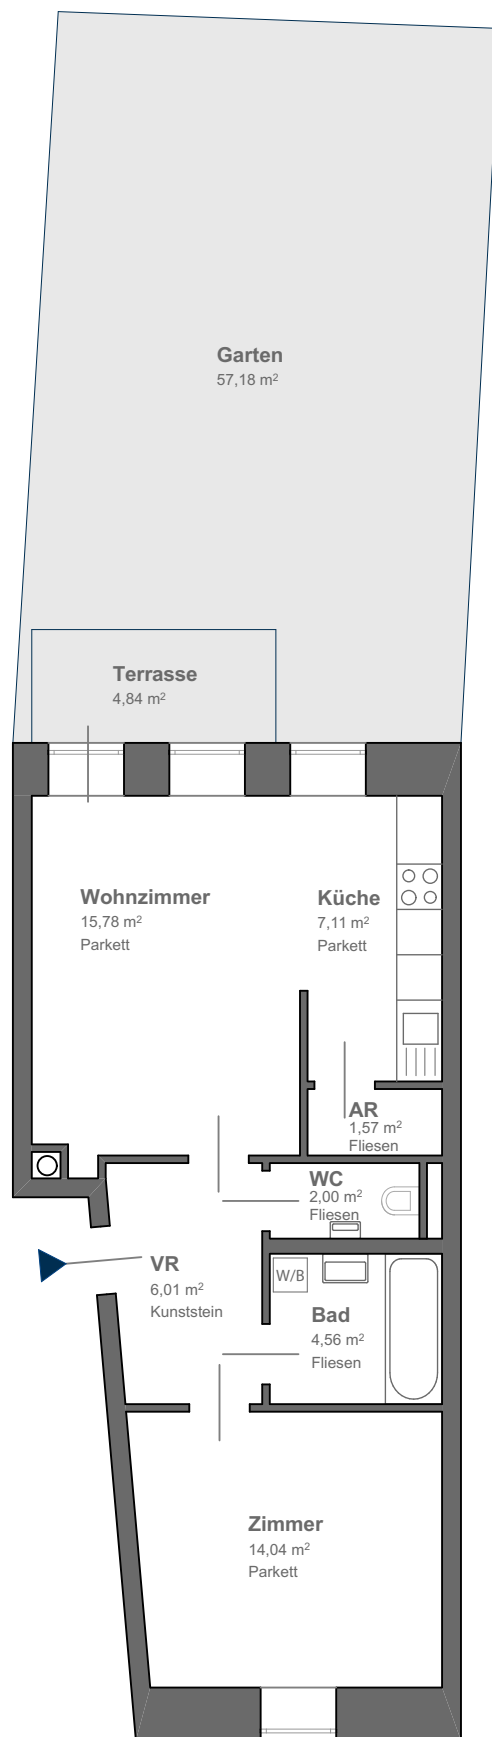 Garten
57,18 m²
Terrasse
4,84 m²
Wohnzimmer
15,78 m²
Parkett
Küche
7,11 m²
Parkett
AR
1,57 m²
Fliesen
WC
2,00 m²
Fliesen
VR
6,01 m²
Kunststein
W/B
Bad
4,56 m²
Fliesen
Zimmer
14,04 m²
Parkett